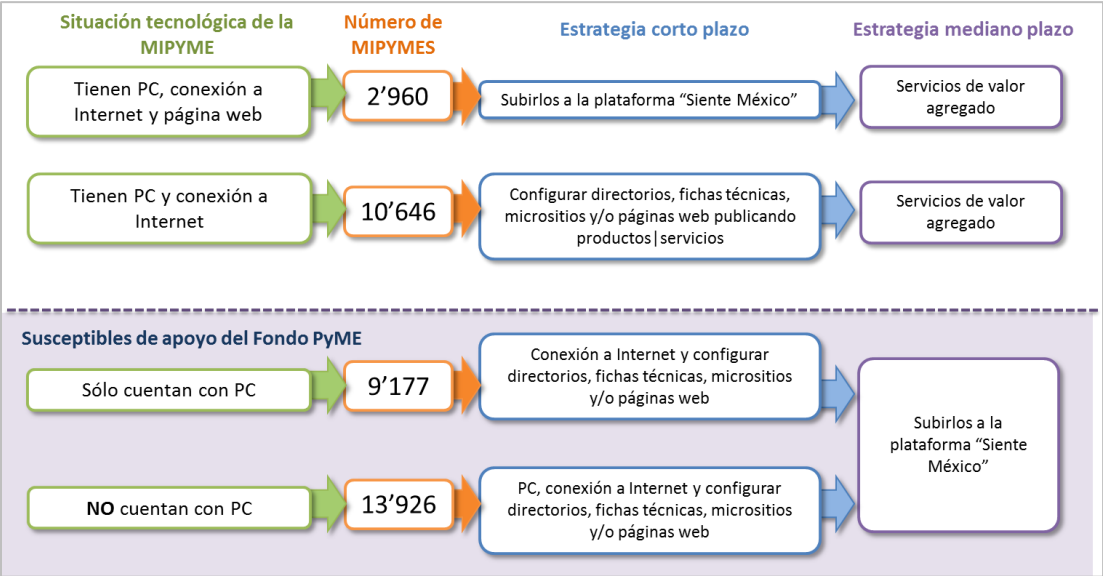 Situación tecnológica de la
MIPYME
Número de
MIPYMES
Estrategia corto plazo
Estrategia mediano plazo
Tienen PC, conexión a
Internet y página web
2’960
Subirlos a la plataforma “Siente México”
Servicios de valor
agregado
Tienen PC y conexión a
Internet
10’646
Configurar directorios, fichas técnicas,
micrositios y/o páginas web publicando
productos|servicios
Servicios de valor
agregado
Susceptibles de apoyo del Fondo PyME
Sólo cuentan con PC
9’177
Conexión a Internet y configurar
directorios, fichas técnicas, micrositios
y/o páginas web
Subirlos a la
plataforma “Siente
México”
NO cuentan con PC
13’926
PC, conexión a Internet y configurar
directorios, fichas técnicas, micrositios
y/o páginas web